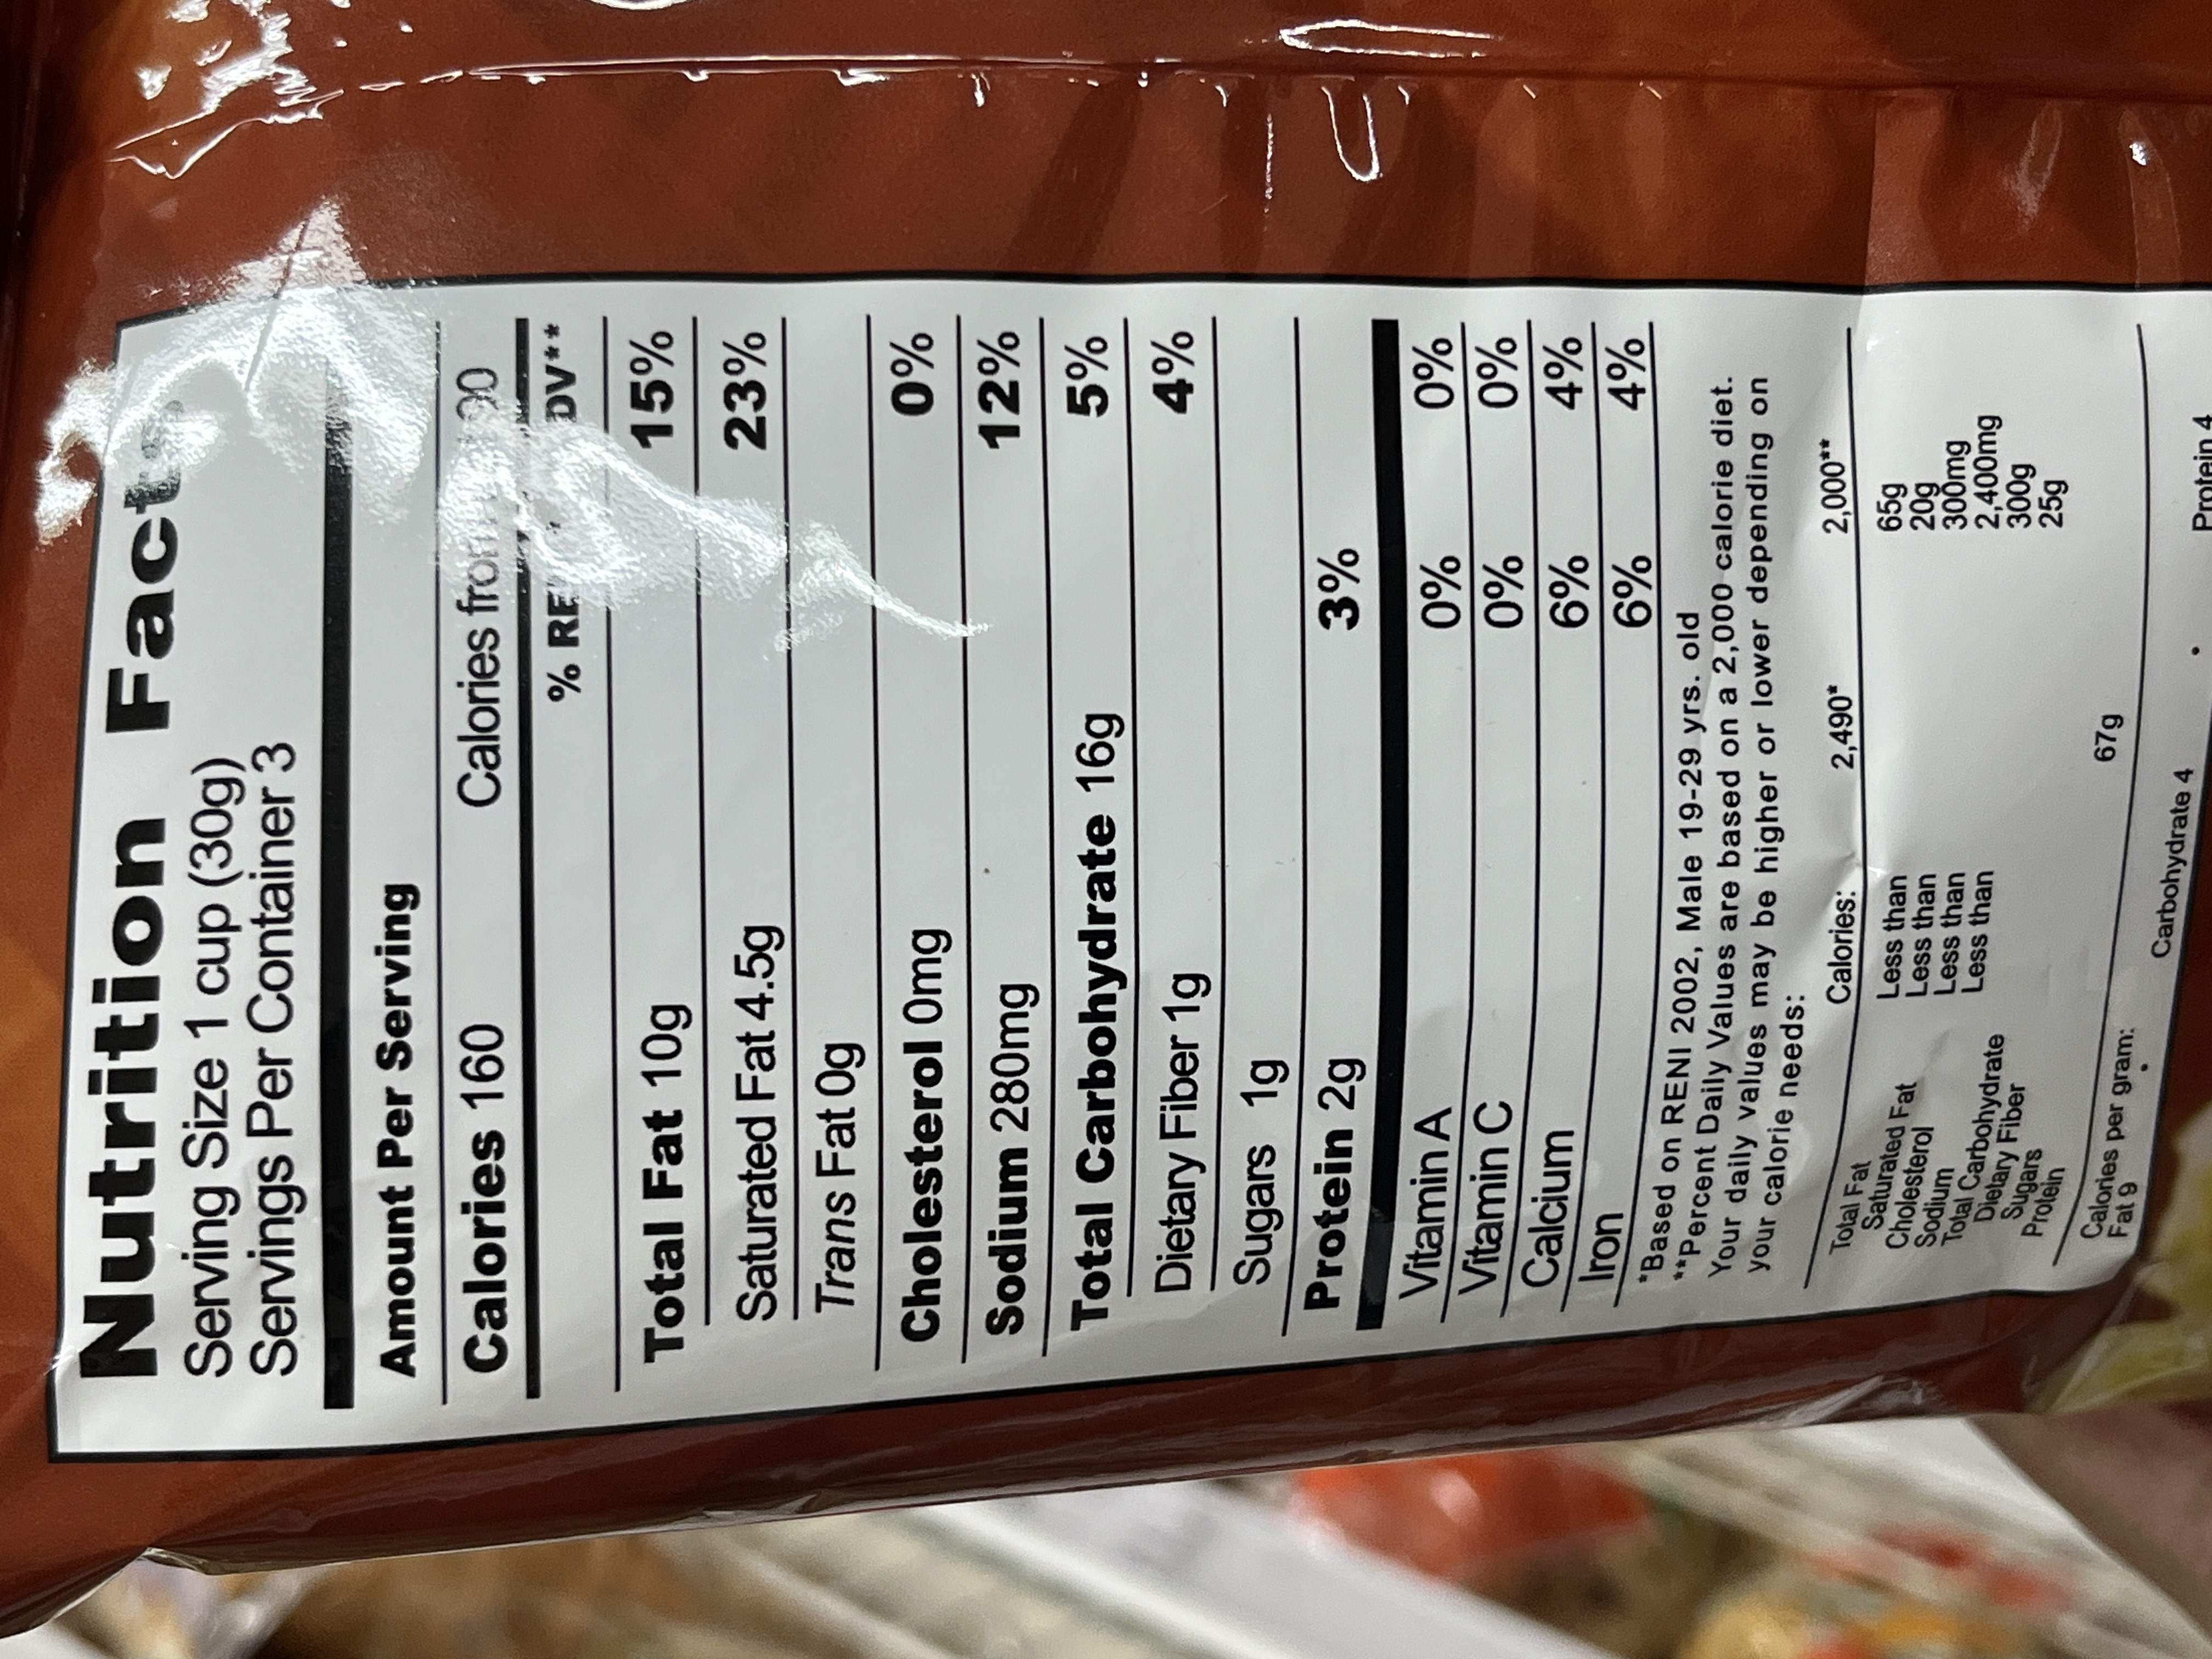 Nutrition Facts
Serving Size 1 cup (30g)
Servings Per Container 3
Amount Per Serving
Calories 160 Calories from 90
% DV**
Total Fat 10g 15%
Saturated Fat 4.5g 23%
Trans Fat 0g
Cholesterol 0mg 0%
Sodium 280mg 12%
Total Carbohydrate 16g 5%
Dietary Fiber 1g 4%
Sugars 1g
Protein 2g 3%
Vitamin A 0% 0%
Vitamin C 0% 0%
Calcium 6% 4%
Iron 6% 4%
*Based on RENI 2002, Male 19-29 yrs. old
**Percent Daily Values are based on a 2,000 calorie diet.
Your daily values may be higher or lower depending on
your calorie needs:
Calories: 2,490* 2,000**
Total Fat Less than 65g
Saturated Fat Less than 20g
Cholesterol Less than 300mg
Sodium Less than 2,400mg
Total Carbohydrate 300g
Dietary Fiber 25g
Sugars
Protein 67g
Calories per gram:
Fat 9 • Carbohydrate 4 • Protein 4